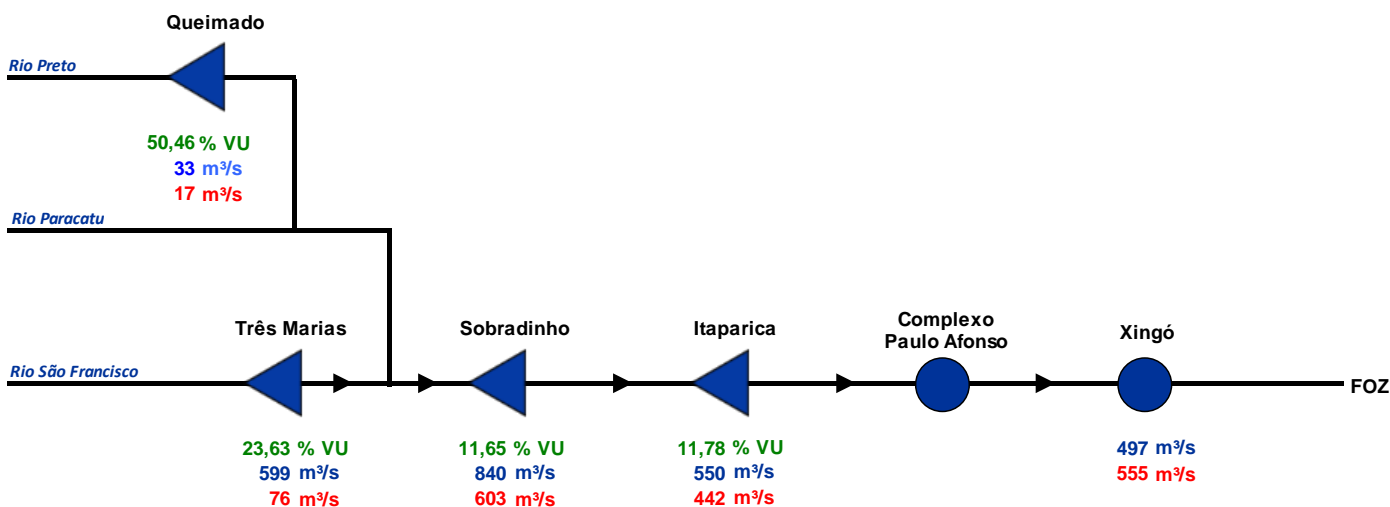 Queimado
Rio Preto
50,46 % VU
33 m³/s
17 m³/s
Rio Paracatu
Três Marias
Sobradinho
Itaparica
Complexo
Paulo Afonso
Xingó
Rio São Francisco
FOZ
23,63 % VU
599 m³/s
76 m³/s
11,65 % VU
840 m³/s
603 m³/s
11,78 % VU
550 m³/s
442 m³/s
497 m³/s
555 m³/s